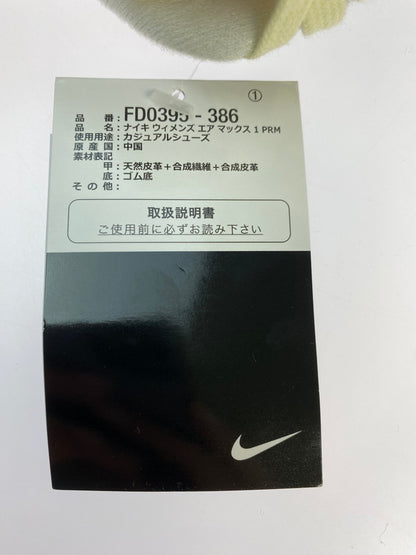 ①
品番: FD0395 - 386
品名: ナイキ ウィメンズ エア マックス 1 PRM
使用用途: カジュアルシューズ
原産国: 中国
素材表記
甲: 天然皮革＋合成繊維＋合成皮革
底: ゴム底
その他:
取扱説明書
ご使用前に必ずお読み下さい